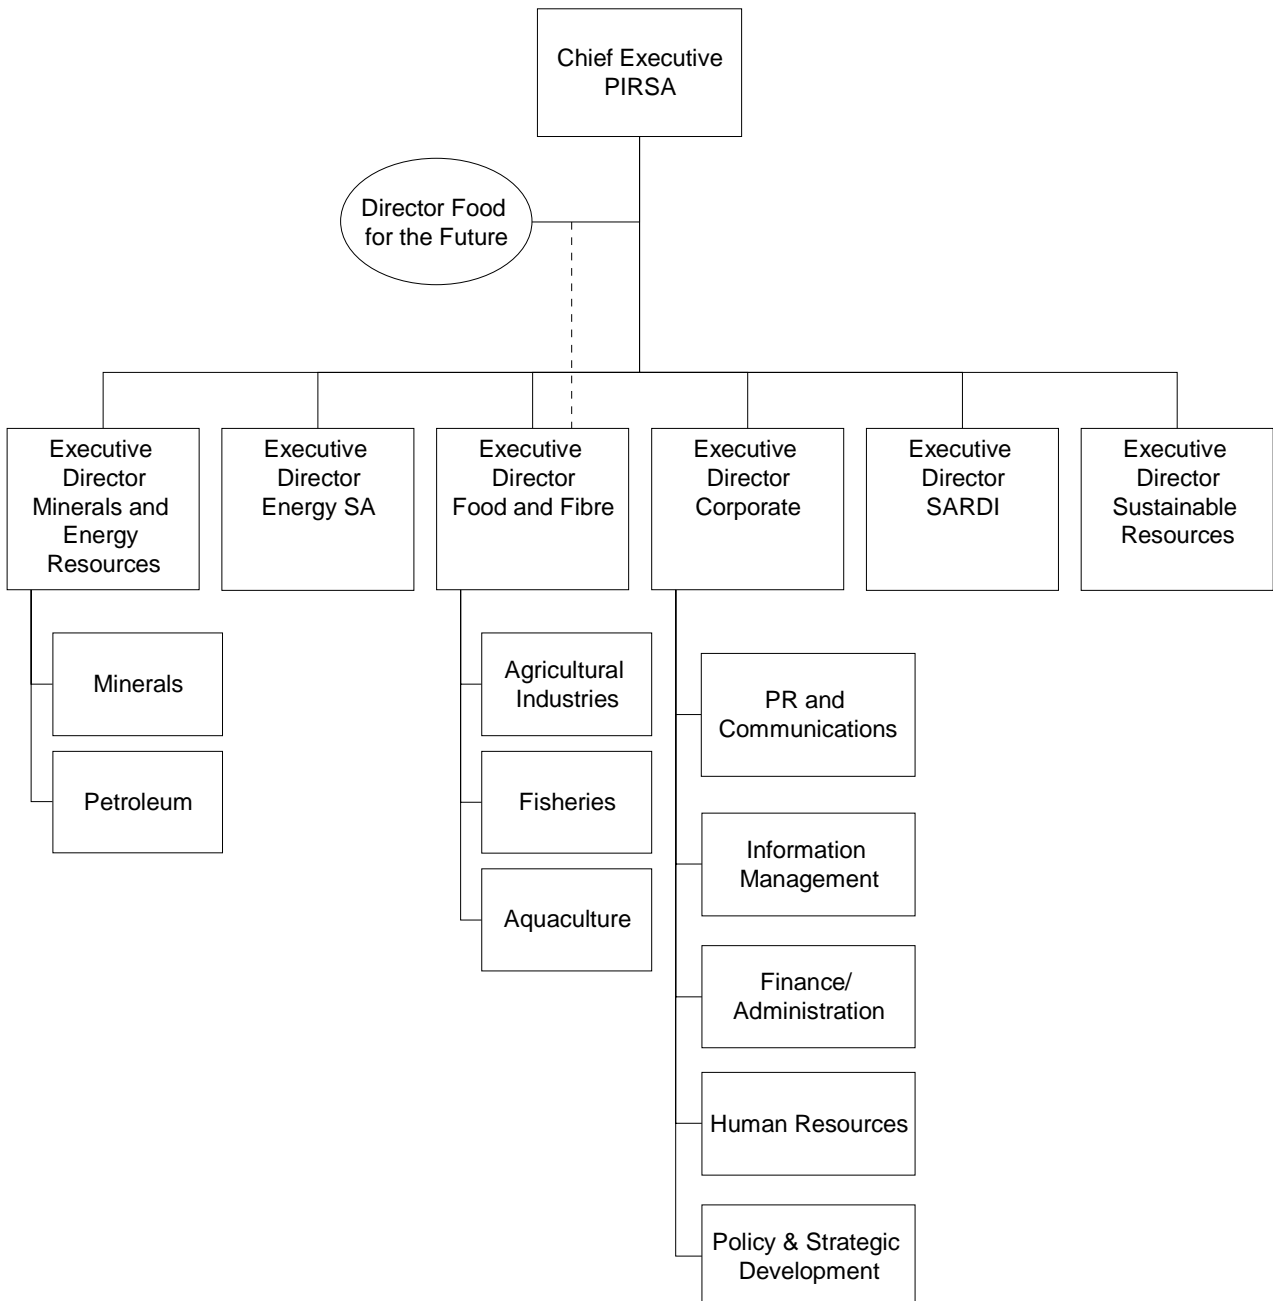 Chief Executive
PIRSA
Director Food
for the Future
Executive
Director
Minerals and
Energy
Resources
Executive
Director
Energy SA
Executive
Director
Food and Fibre
Executive
Director
Corporate
Executive
Director
SARDI
Executive
Director
Sustainable
Resources
Minerals
Petroleum
Agricultural
Industries
Fisheries
Aquaculture
PR and
Communications
Information
Management
Finance/
Administration
Human Resources
Policy & Strategic
Development